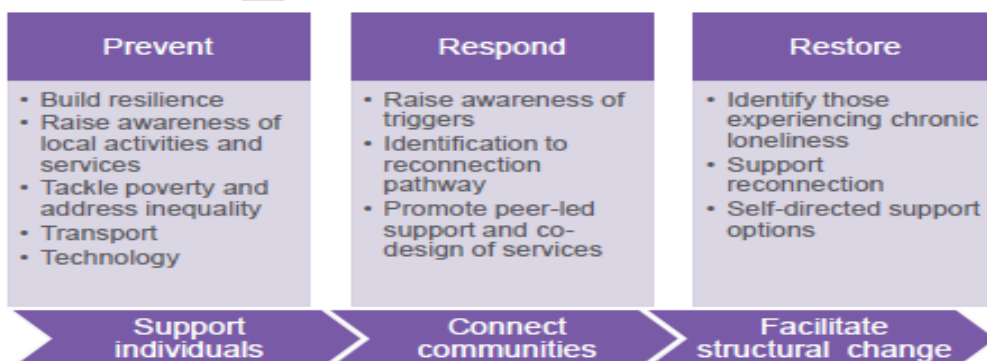 Prevent
• Build resilience
• Raise awareness of
local activities and
services
• Tackle poverty and
address inequality
• Transport
• Technology
Respond
• Raise awareness of
triggers
• Identification to
reconnection
pathway
• Promote peer-led
support and co-
design of services
Restore
• Identify those
experiencing chronic
loneliness
• Support
reconnection
• Self-directed support
options
Support
individuals
Connect
communities
Facilitate
structural change